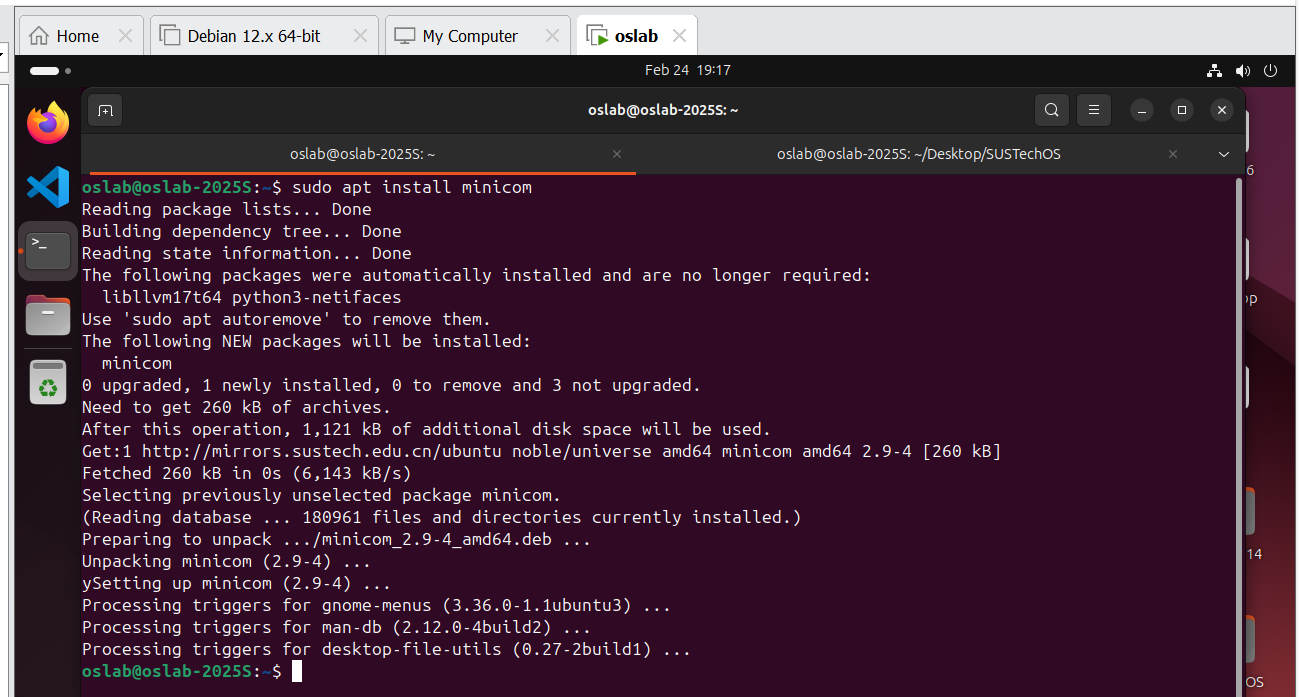 Home
Debian 12.x 64-bit
My Computer
oslab
Feb 24 19:17
oslab@oslab-2025S: ~
oslab@oslab-2025S: ~
oslab@oslab-2025S: ~/Desktop/SUSTechOS
oslab@oslab-2025S:~$ sudo apt install minicom
Reading package lists... Done
Building dependency tree... Done
Reading state information... Done
The following packages were automatically installed and are no longer required:
libllvm17t64 python3-netifaces
Use 'sudo apt autoremove' to remove them.
The following NEW packages will be installed:
minicom
0 upgraded, 1 newly installed, 0 to remove and 3 not upgraded.
Need to get 260 kB of archives.
After this operation, 1,121 kB of additional disk space will be used.
Get:1 http://mirrors.sustech.edu.cn/ubuntu noble/universe amd64 minicom amd64 2.9-4 [260 kB]
Fetched 260 kB in 0s (6,143 kB/s)
Selecting previously unselected package minicom.
(Reading database ... 180961 files and directories currently installed.)
Preparing to unpack .../minicom_2.9-4_amd64.deb ...
Unpacking minicom (2.9-4) ...
ySetting up minicom (2.9-4) ...
Processing triggers for gnome-menus (3.36.0-1.1ubuntu3) ...
Processing triggers for man-db (2.12.0-4build2) ...
Processing triggers for desktop-file-utils (0.27-2build1) ...
oslab@oslab-2025S:~$
6
op
14
OS